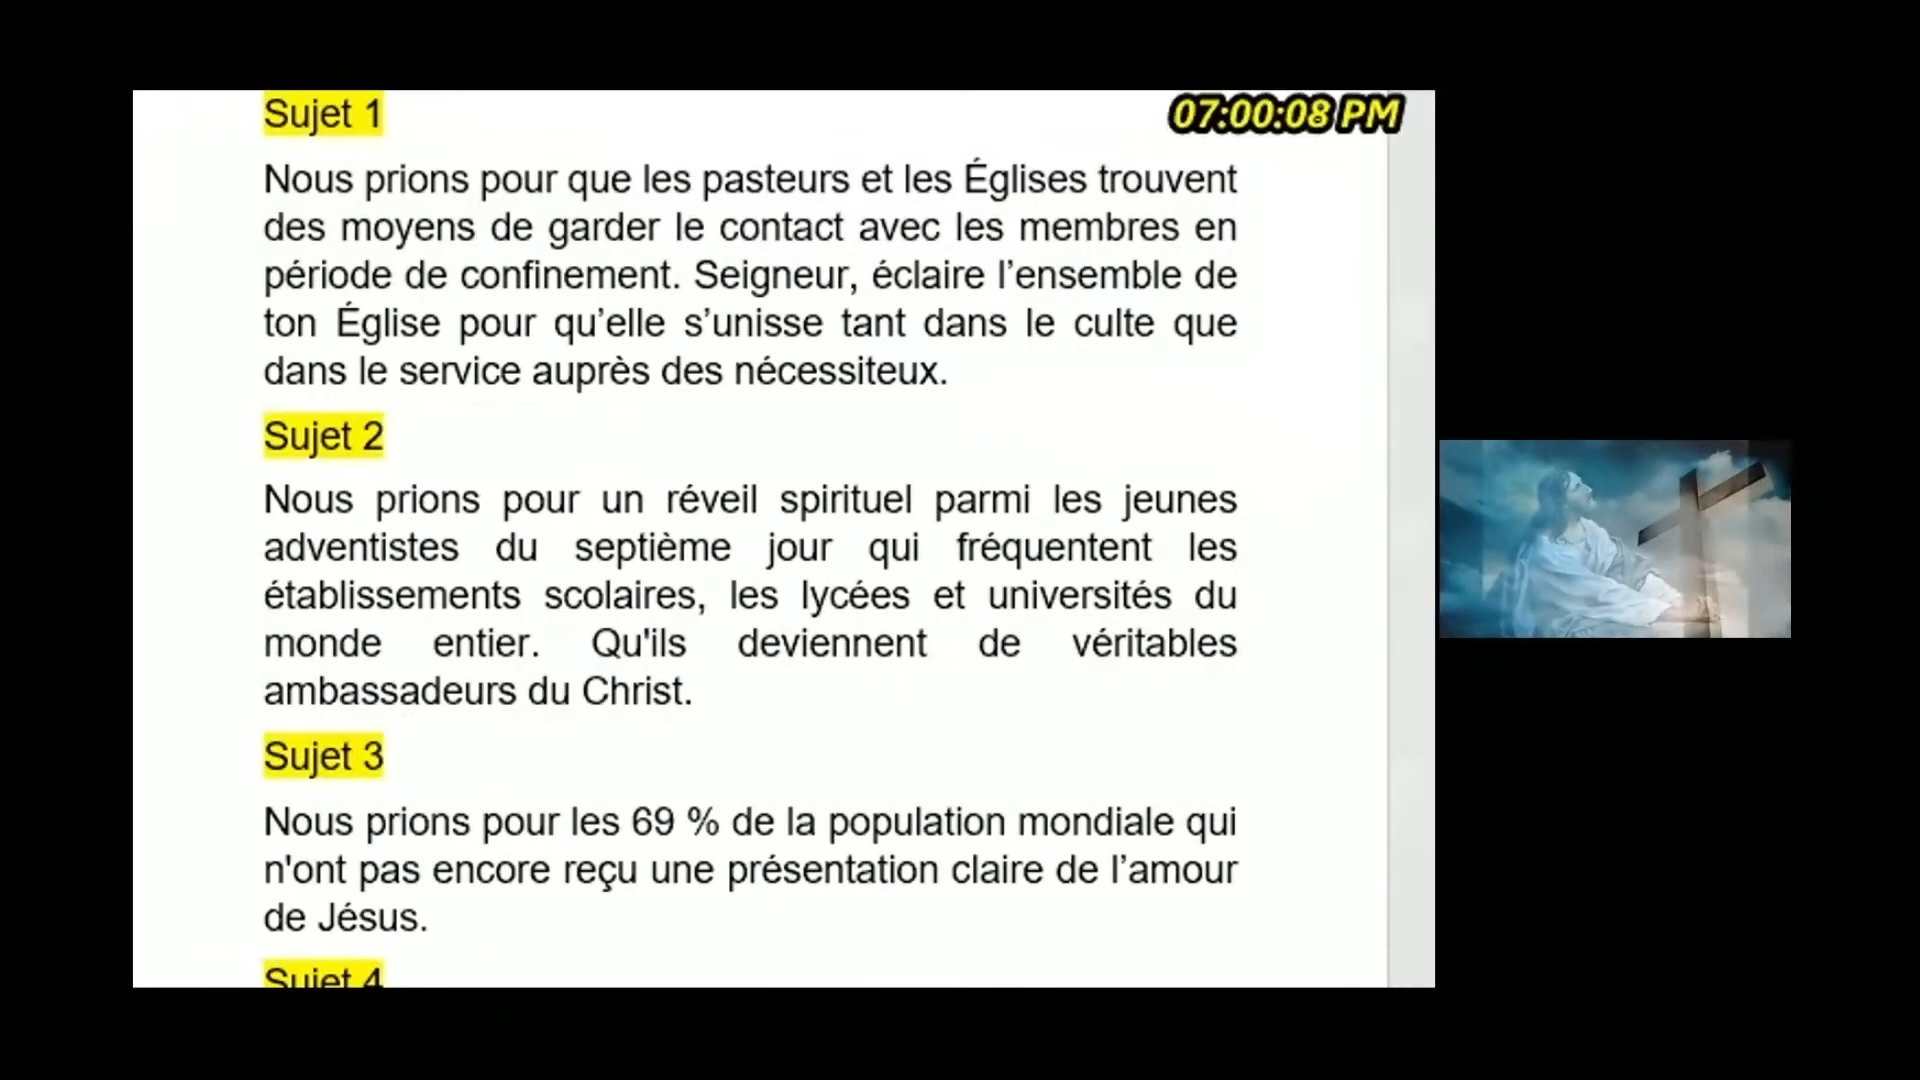 Sujet 1
07:00:08 PM
Nous prions pour que les pasteurs et les Églises trouvent
des moyens de garder le contact avec les membres en
période de confinement. Seigneur, éclaire l’ensemble de
ton Église pour qu’elle s’unisse tant dans le culte que
dans le service auprès des nécessiteux.
Sujet 2
Nous prions pour un réveil spirituel parmi les jeunes
adventistes du septième jour qui fréquentent les
établissements scolaires, les lycées et universités du
monde entier. Qu'ils deviennent de véritables
ambassadeurs du Christ.
Sujet 3
Nous prions pour les 69 % de la population mondiale qui
n'ont pas encore reçu une présentation claire de l’amour
de Jésus.
Sujet 4